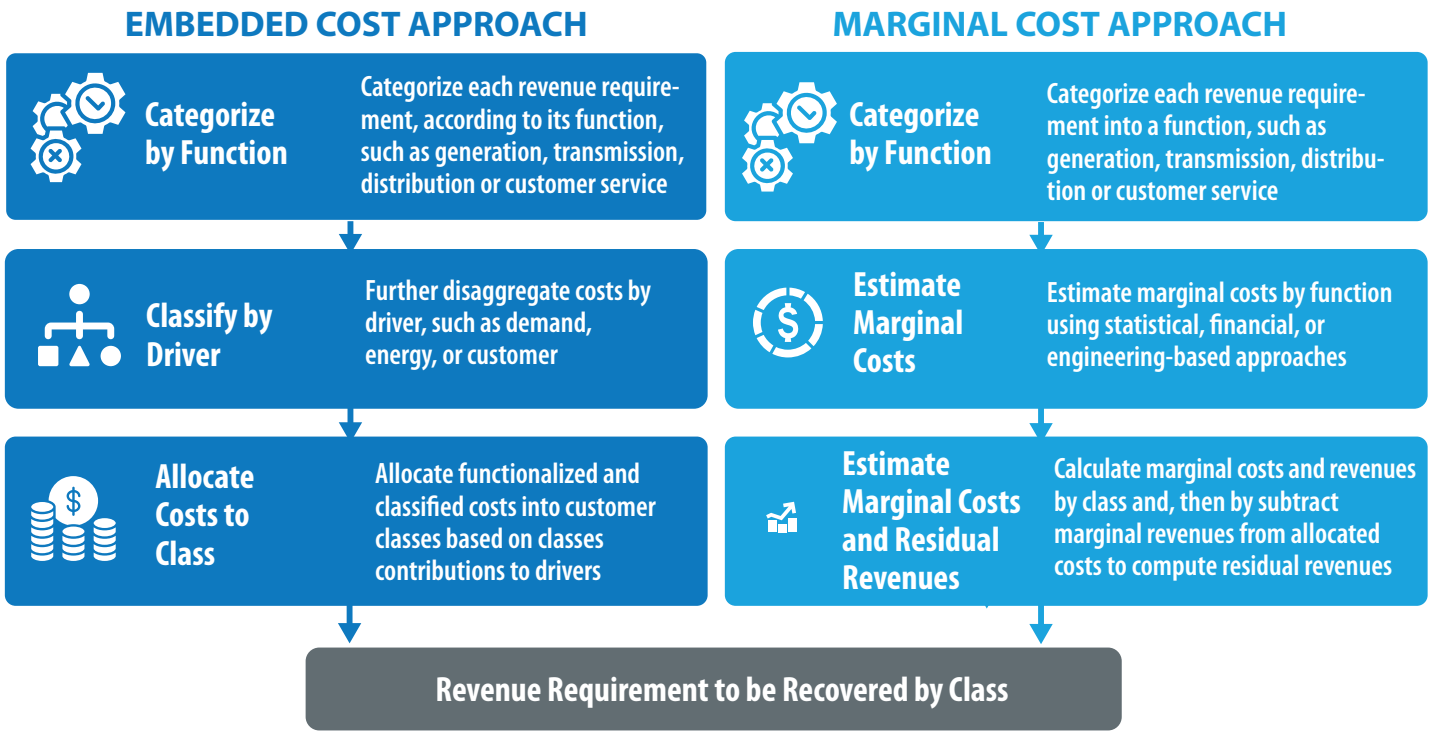 EMBEDDED COST APPROACH
Categorize
by Function
Categorize each revenue require-
ment, according to its function,
such as generation, transmission,
distribution or customer service
Classify by
Driver
Further disaggregate costs by
driver, such as demand,
energy, or customer
$
Allocate
Costs to
Class
Allocate functionalized and
classified costs into customer
classes based on classes
contributions to drivers
MARGINAL COST APPROACH
Categorize
by Function
Categorize each revenue require-
ment into a function, such as
generation, transmission, distribu-
tion or customer service
$
Estimate
Marginal
Costs
Estimate marginal costs by function
using statistical, financial, or
engineering-based approaches
Estimate
Marginal Costs
and Residual
Revenues
Calculate marginal costs and revenues
by class and, then by subtract
marginal revenues from allocated
costs to compute residual revenues
Revenue Requirement to be Recovered by Class